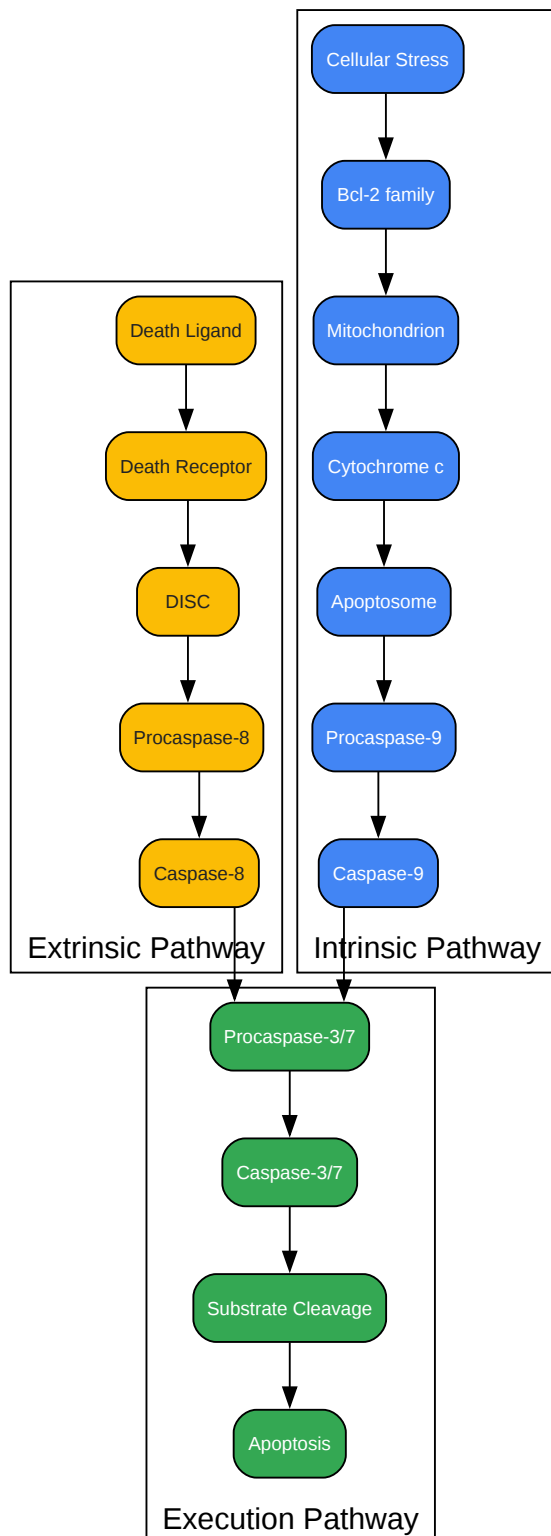 Cellular Stress
Bcl-2 family
Mitochondrion
Cytochrome c
Apoptosome
Procaspase-9
Caspase-9
Intrinsic Pathway
Death Ligand
Death Receptor
DISC
Procaspase-8
Caspase-8
Extrinsic Pathway
Procaspase-3/7
Caspase-3/7
Substrate Cleavage
Apoptosis
Execution Pathway